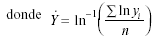 donde Ẏ = ln⁻¹(∑ ln yᵢ / n)